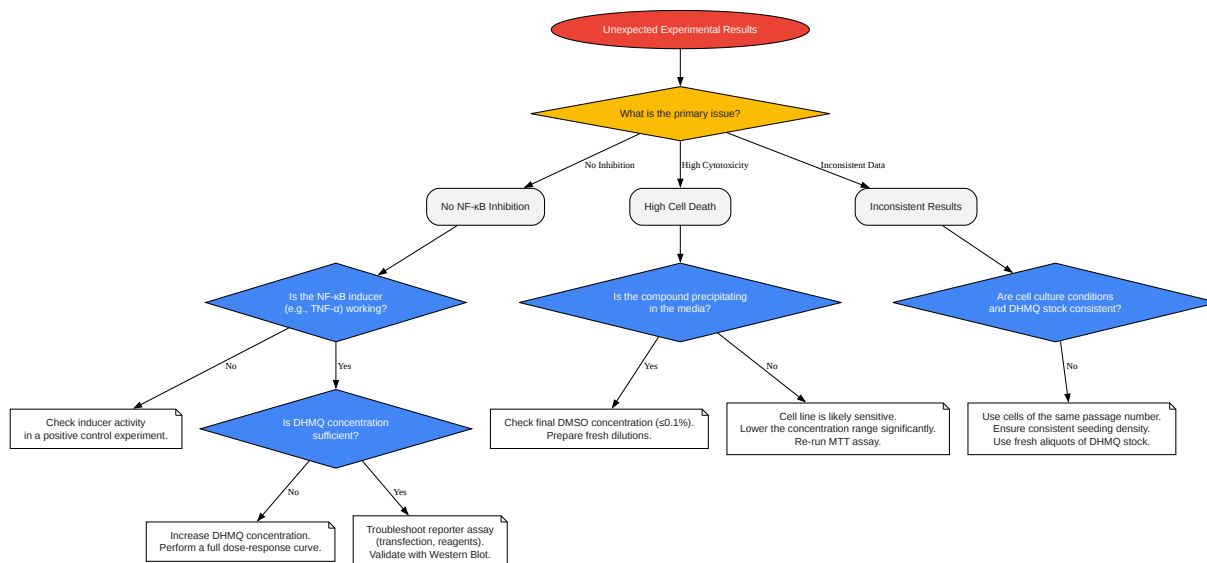 Unexpected Experimental Results
What is the primary issue?
No Inhibition
High Cytotoxicity
Inconsistent Data
No NF-κB Inhibition
High Cell Death
Inconsistent Results
Is the NF-κB inducer
(e.g., TNF-α) working?
Is the compound precipitating
in the media?
Are cell culture conditions
and DHMQ stock consistent?
No
Yes
Yes
No
No
Check inducer activity
in a positive control experiment.
Is DHMQ concentration
sufficient?
Check final DMSO concentration (≤0.1%).
Prepare fresh dilutions.
Cell line is likely sensitive.
Lower the concentration range significantly.
Re-run MTT assay.
Use cells of the same passage number.
Ensure consistent seeding density.
Use fresh aliquots of DHMQ stock.
No
Yes
Increase DHMQ concentration.
Perform a full dose-response curve.
Troubleshoot reporter assay
(transfection, reagents).
Validate with Western Blot.